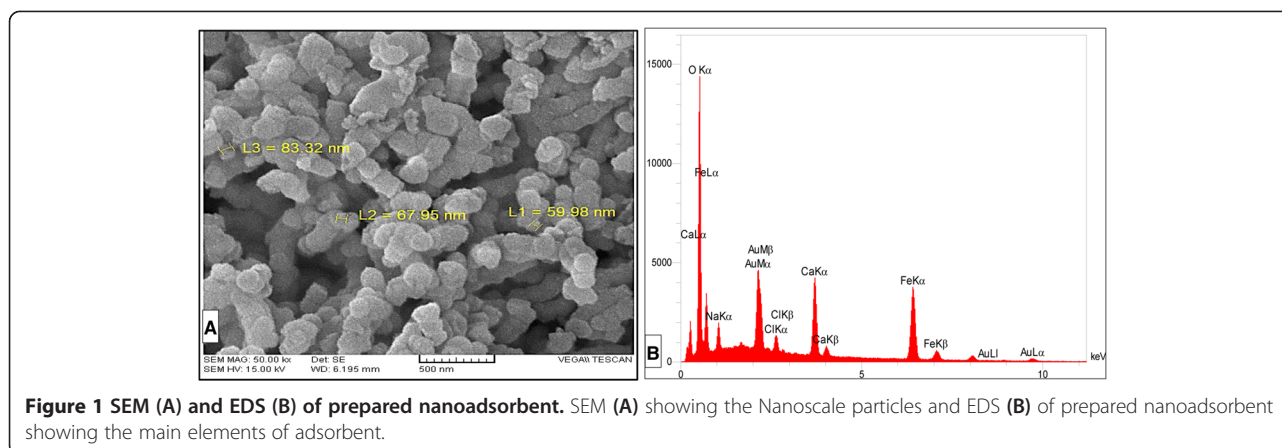 L3 = 83.32 nm
L2 = 67.95 nm
L1 = 59.98 nm
A
SEM MAG: 50.00 kx Det: SE
SEM HV: 15.00 kV WD: 6.195 mm
500 nm
VEGA\\ TESCAN
15000
10000
5000
0
O Kα
FeLα
CaLα
NaKα
AuMβ
AuMα
ClKβ
ClKα
CaKα
CaKβ
FeKα
FeKβ
AuLl
AuLα
B
0 5 10 keV
Figure 1 SEM (A) and EDS (B) of prepared nanoadsorbent. SEM (A) showing the Nanoscale particles and EDS (B) of prepared nanoadsorbent
showing the main elements of adsorbent.